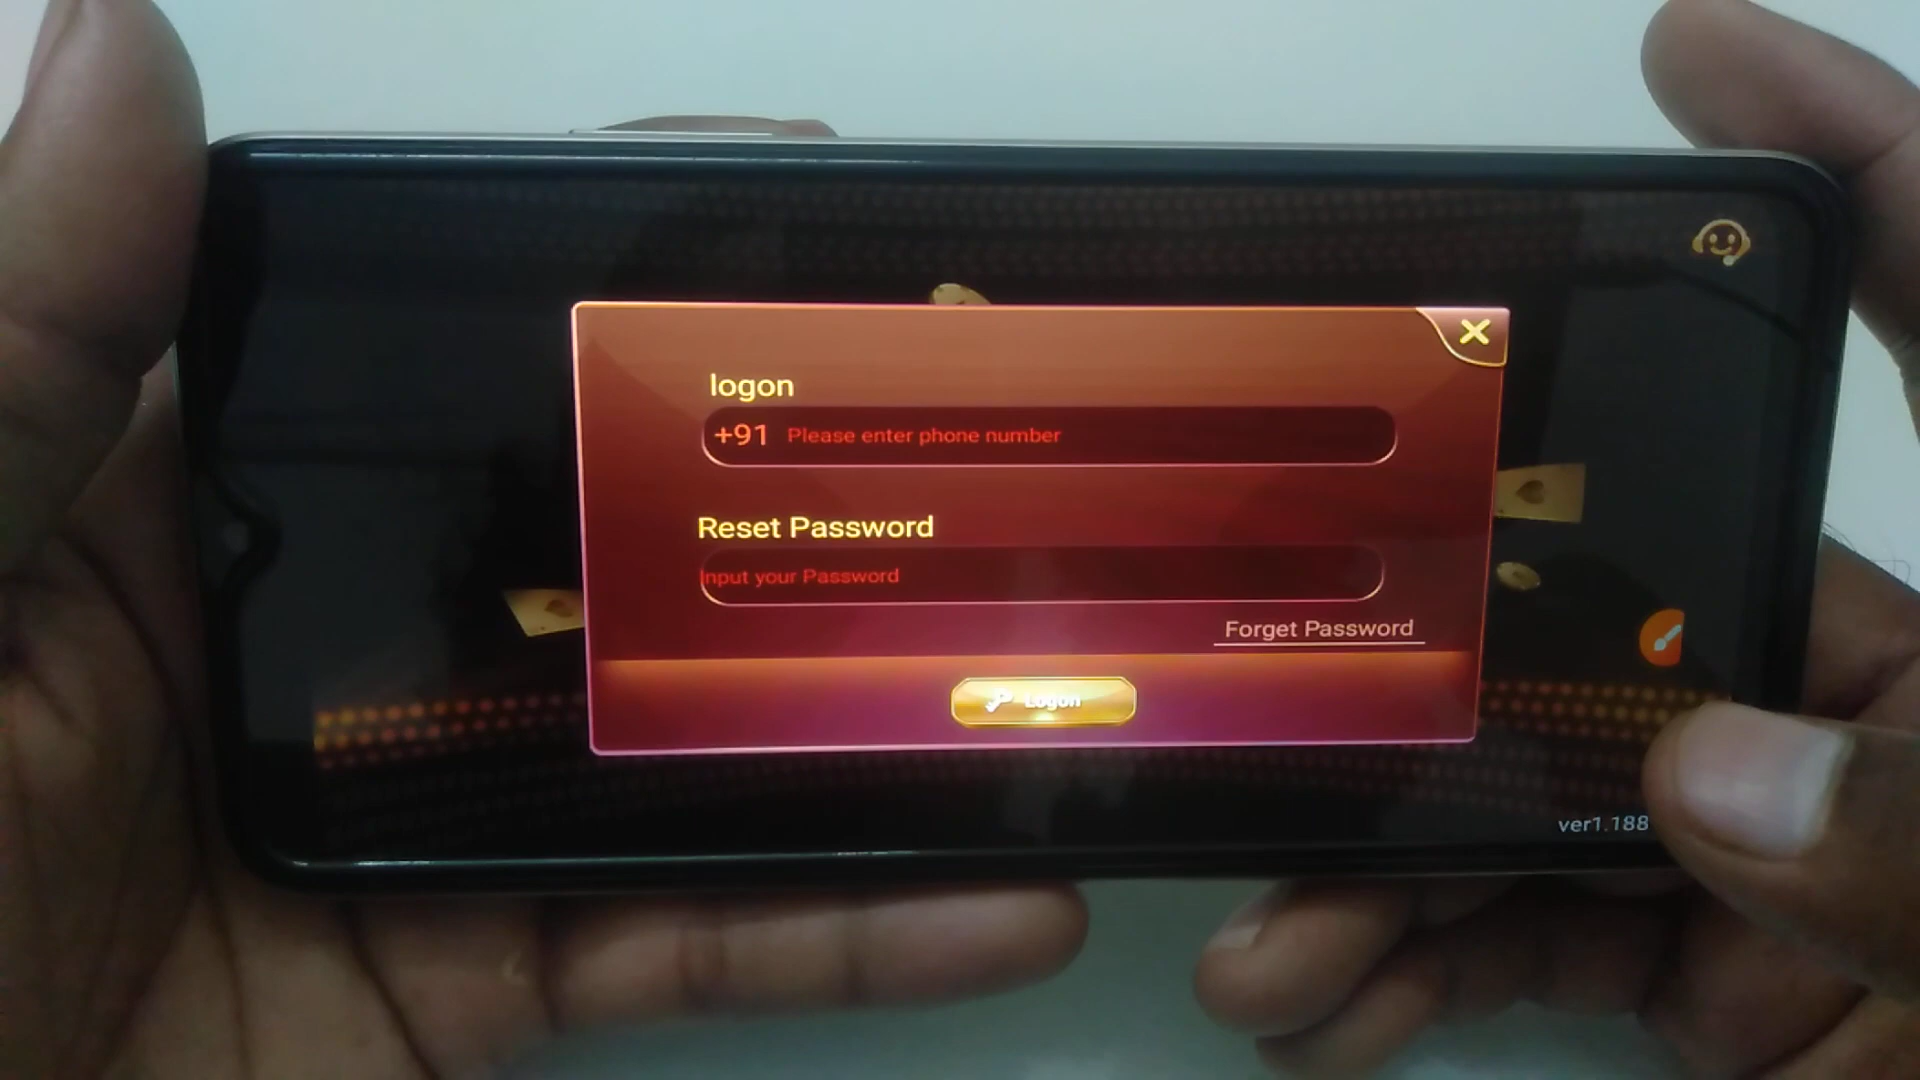 logon
+91 Please enter phone number
Reset Password
Input your Password
Forget Password
Logon
ver1.188